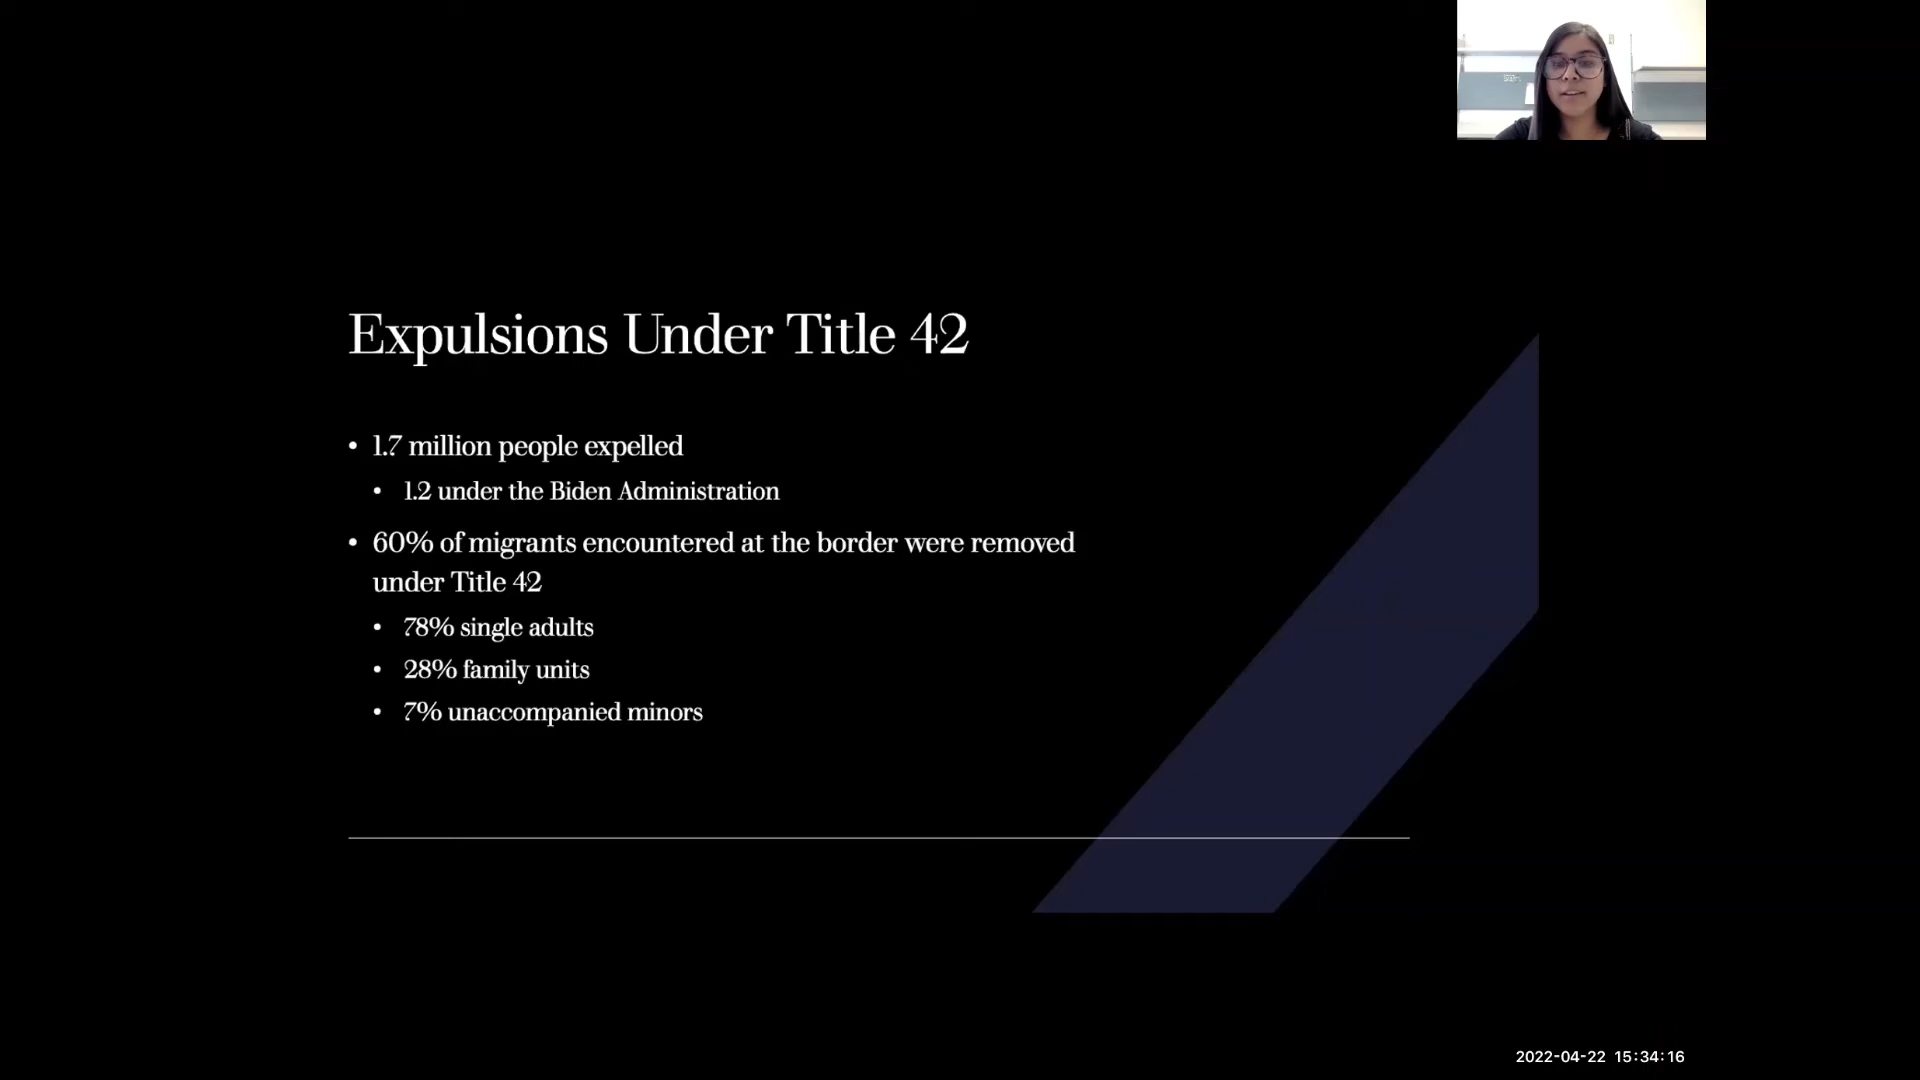 Expulsions Under Title 42
• 1.7 million people expelled
• 1.2 under the Biden Administration
• 60% of migrants encountered at the border were removed
under Title 42
• 78% single adults
• 28% family units
• 7% unaccompanied minors
2022-04-22 15:34:16